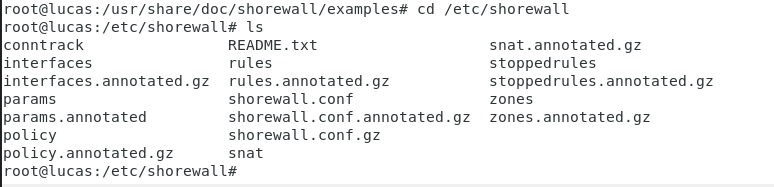 root@lucas:/usr/share/doc/shorewall/examples# cd /etc/shorewall
root@lucas:/etc/shorewall# ls
conntrack                README.txt                   snat.annotated.gz
interfaces               rules                        stoppedrules
interfaces.annotated.gz  rules.annotated.gz           stoppedrules.annotated.gz
params                   shorewall.conf               zones
params.annotated         shorewall.conf.annotated.gz  zones.annotated.gz
policy                   shorewall.conf.gz
policy.annotated.gz      snat
root@lucas:/etc/shorewall#